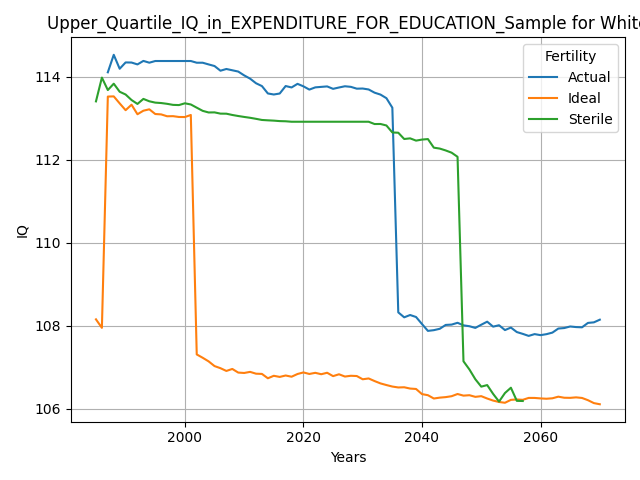 Upper_Quartile_IQ_in_EXPENDITURE_FOR_EDUCATION_Sample for White
Fertility
Actual
Ideal
Sterile
114
112
110
108
106
IQ
2000
2020
2040
2060
Years